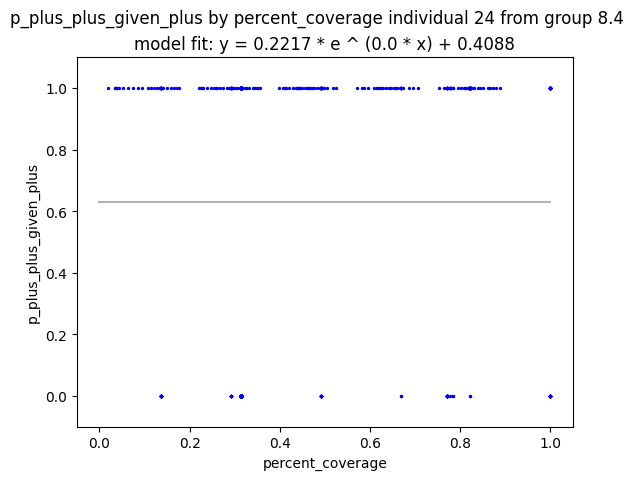 p_plus_plus_given_plus by percent_coverage individual 24 from group 8.4
model fit: y = 0.2217 * e ^ (0.0 * x) + 0.4088
1.0
0.8
0.6
0.4
0.2
0.0
p_plus_plus_given_plus
0.0 0.2 0.4 0.6 0.8 1.0
percent_coverage